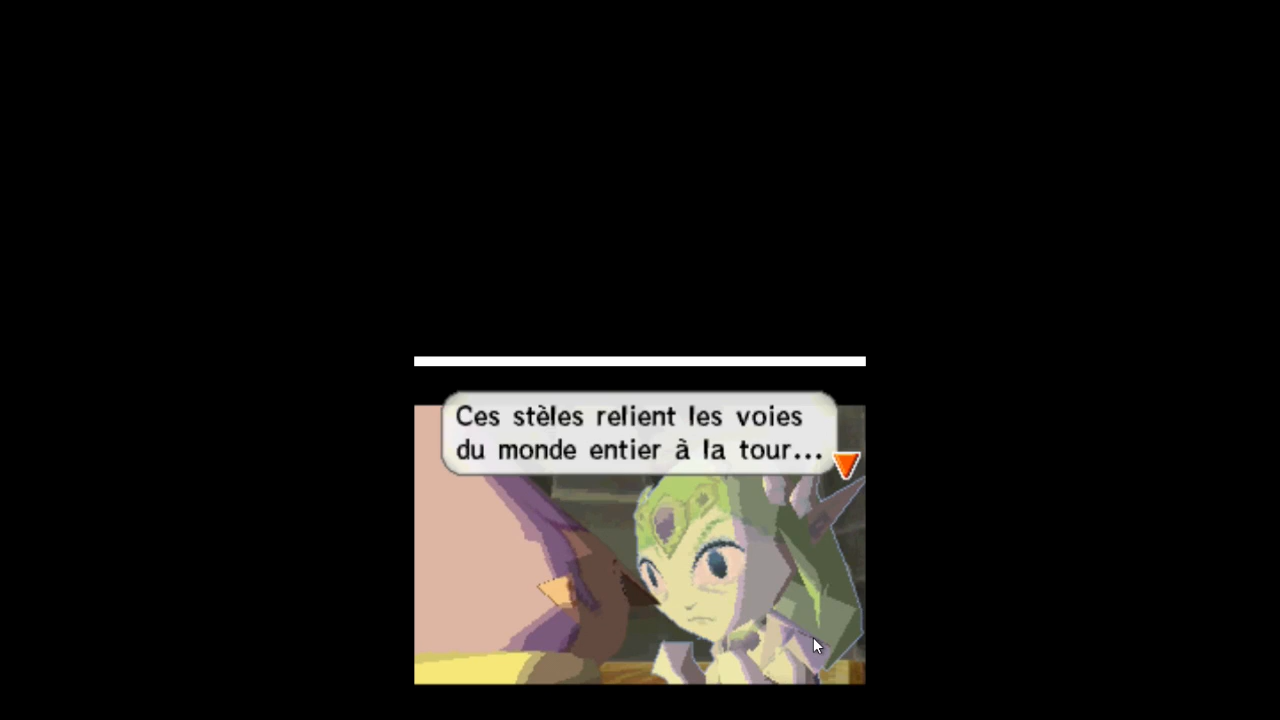 Ces stèles relient les voies
du monde entier à la tour...